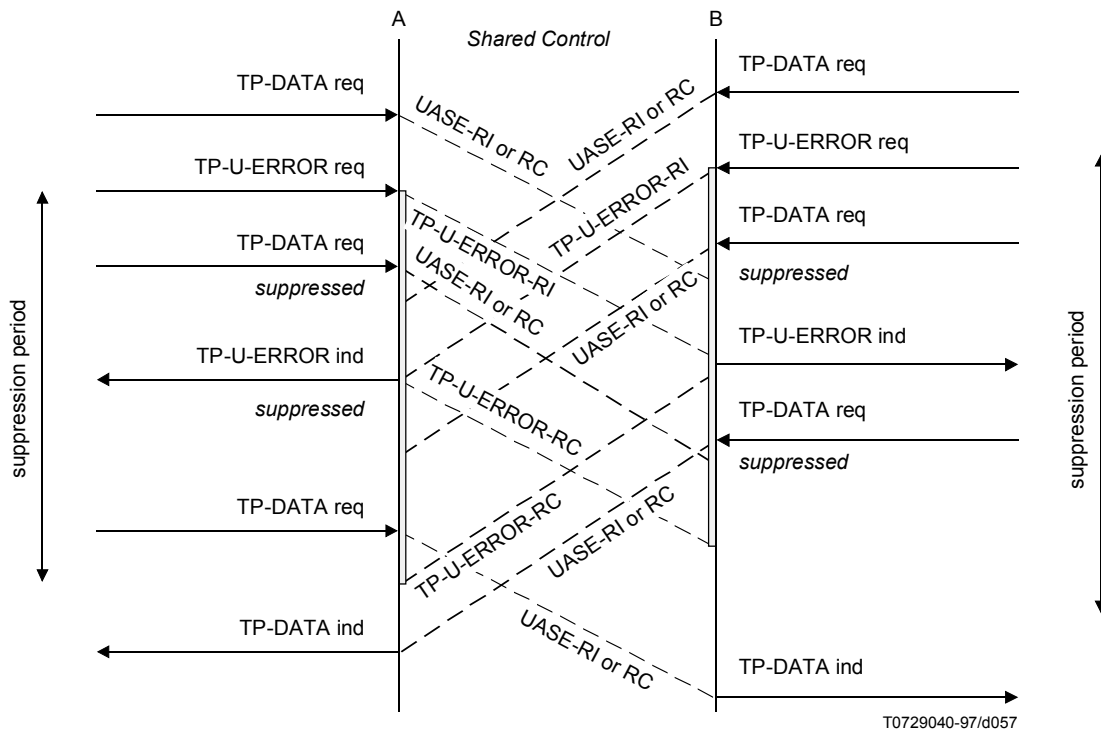 A
B
Shared Control
TP-DATA req
TP-DATA req
UASE-RI or RC
UASE-RI or RC
TP-U-ERROR req
TP-U-ERROR req
TP-U-ERROR-RI
TP-U-ERROR-RI
TP-DATA req
TP-DATA req
suppressed
suppressed
UASE-RI or RC
UASE-RI or RC
suppression period
suppression period
TP-U-ERROR ind
TP-U-ERROR ind
suppressed
TP-U-ERROR-RC
TP-DATA req
suppressed
TP-DATA req
TP-U-ERROR-RC
UASE-RI or RC
TP-DATA ind
UASE-RI or RC
TP-DATA ind
T0729040-97/d057